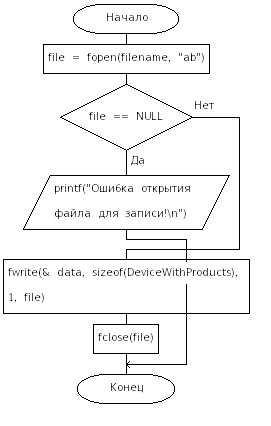 Начало
file = fopen(filename, "ab")
Нет
file == NULL
Да
printf("Ошибка открытия
файла для записи!\n")
fwrite(& data, sizeof(DeviceWithProducts),
1, file)
fclose(file)
Конец